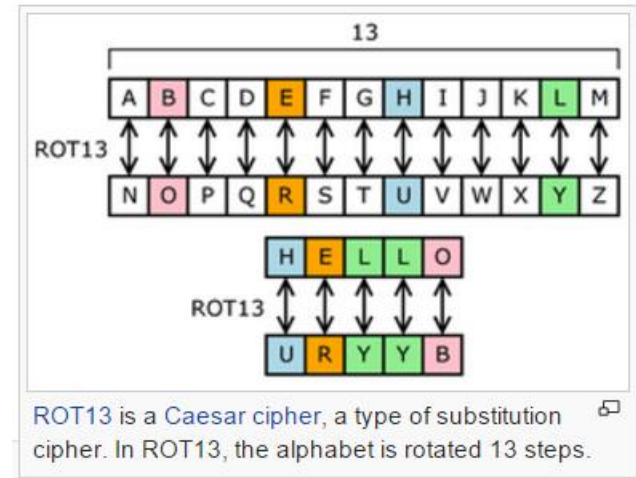 13
A B C D E F G H I J K L M
ROT13
N O P Q R S T U V W X Y Z
H E L L O
ROT13
U R Y Y B
ROT13 is a Caesar cipher, a type of substitution
cipher. In ROT13, the alphabet is rotated 13 steps.